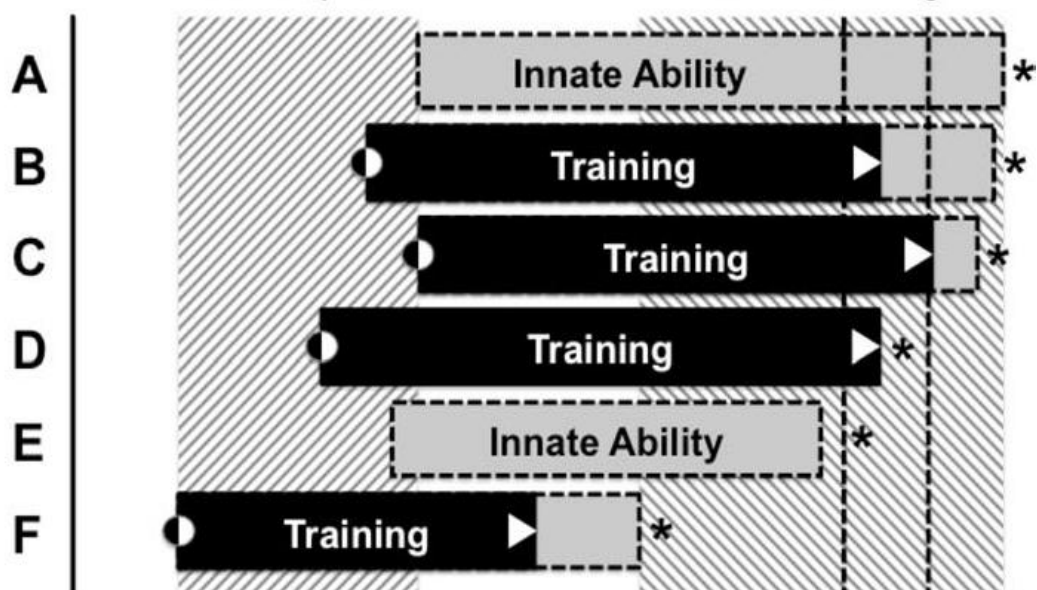 A Innate Ability *
B Training *
C Training *
D Training *
E Innate Ability *
F Training *